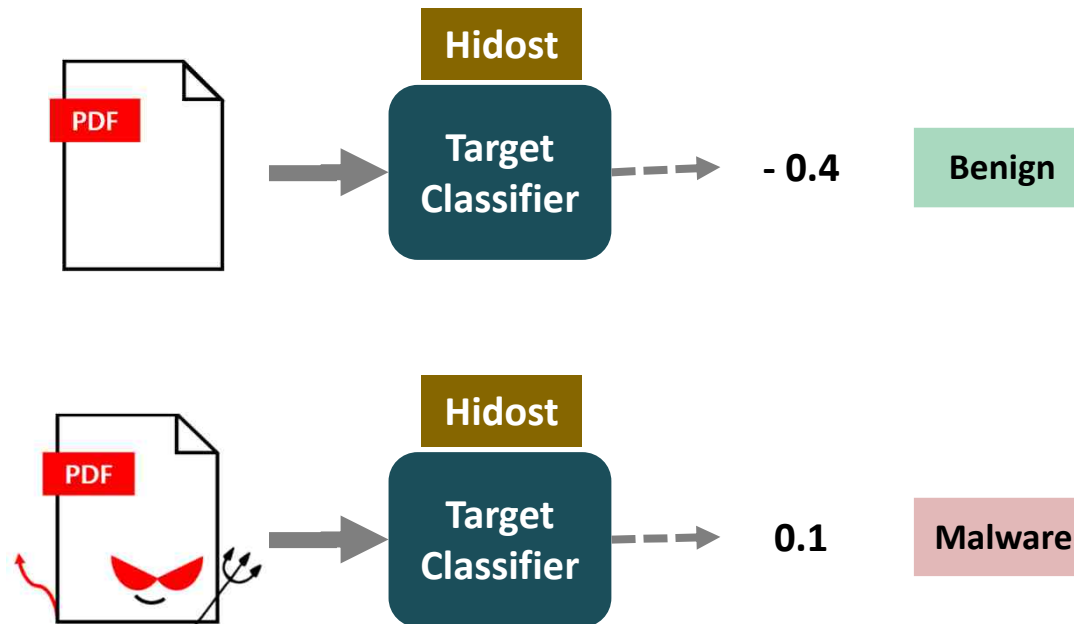 Hidost
PDF
Target
Classifier
- 0.4
Benign
Hidost
PDF
Target
Classifier
0.1
Malware